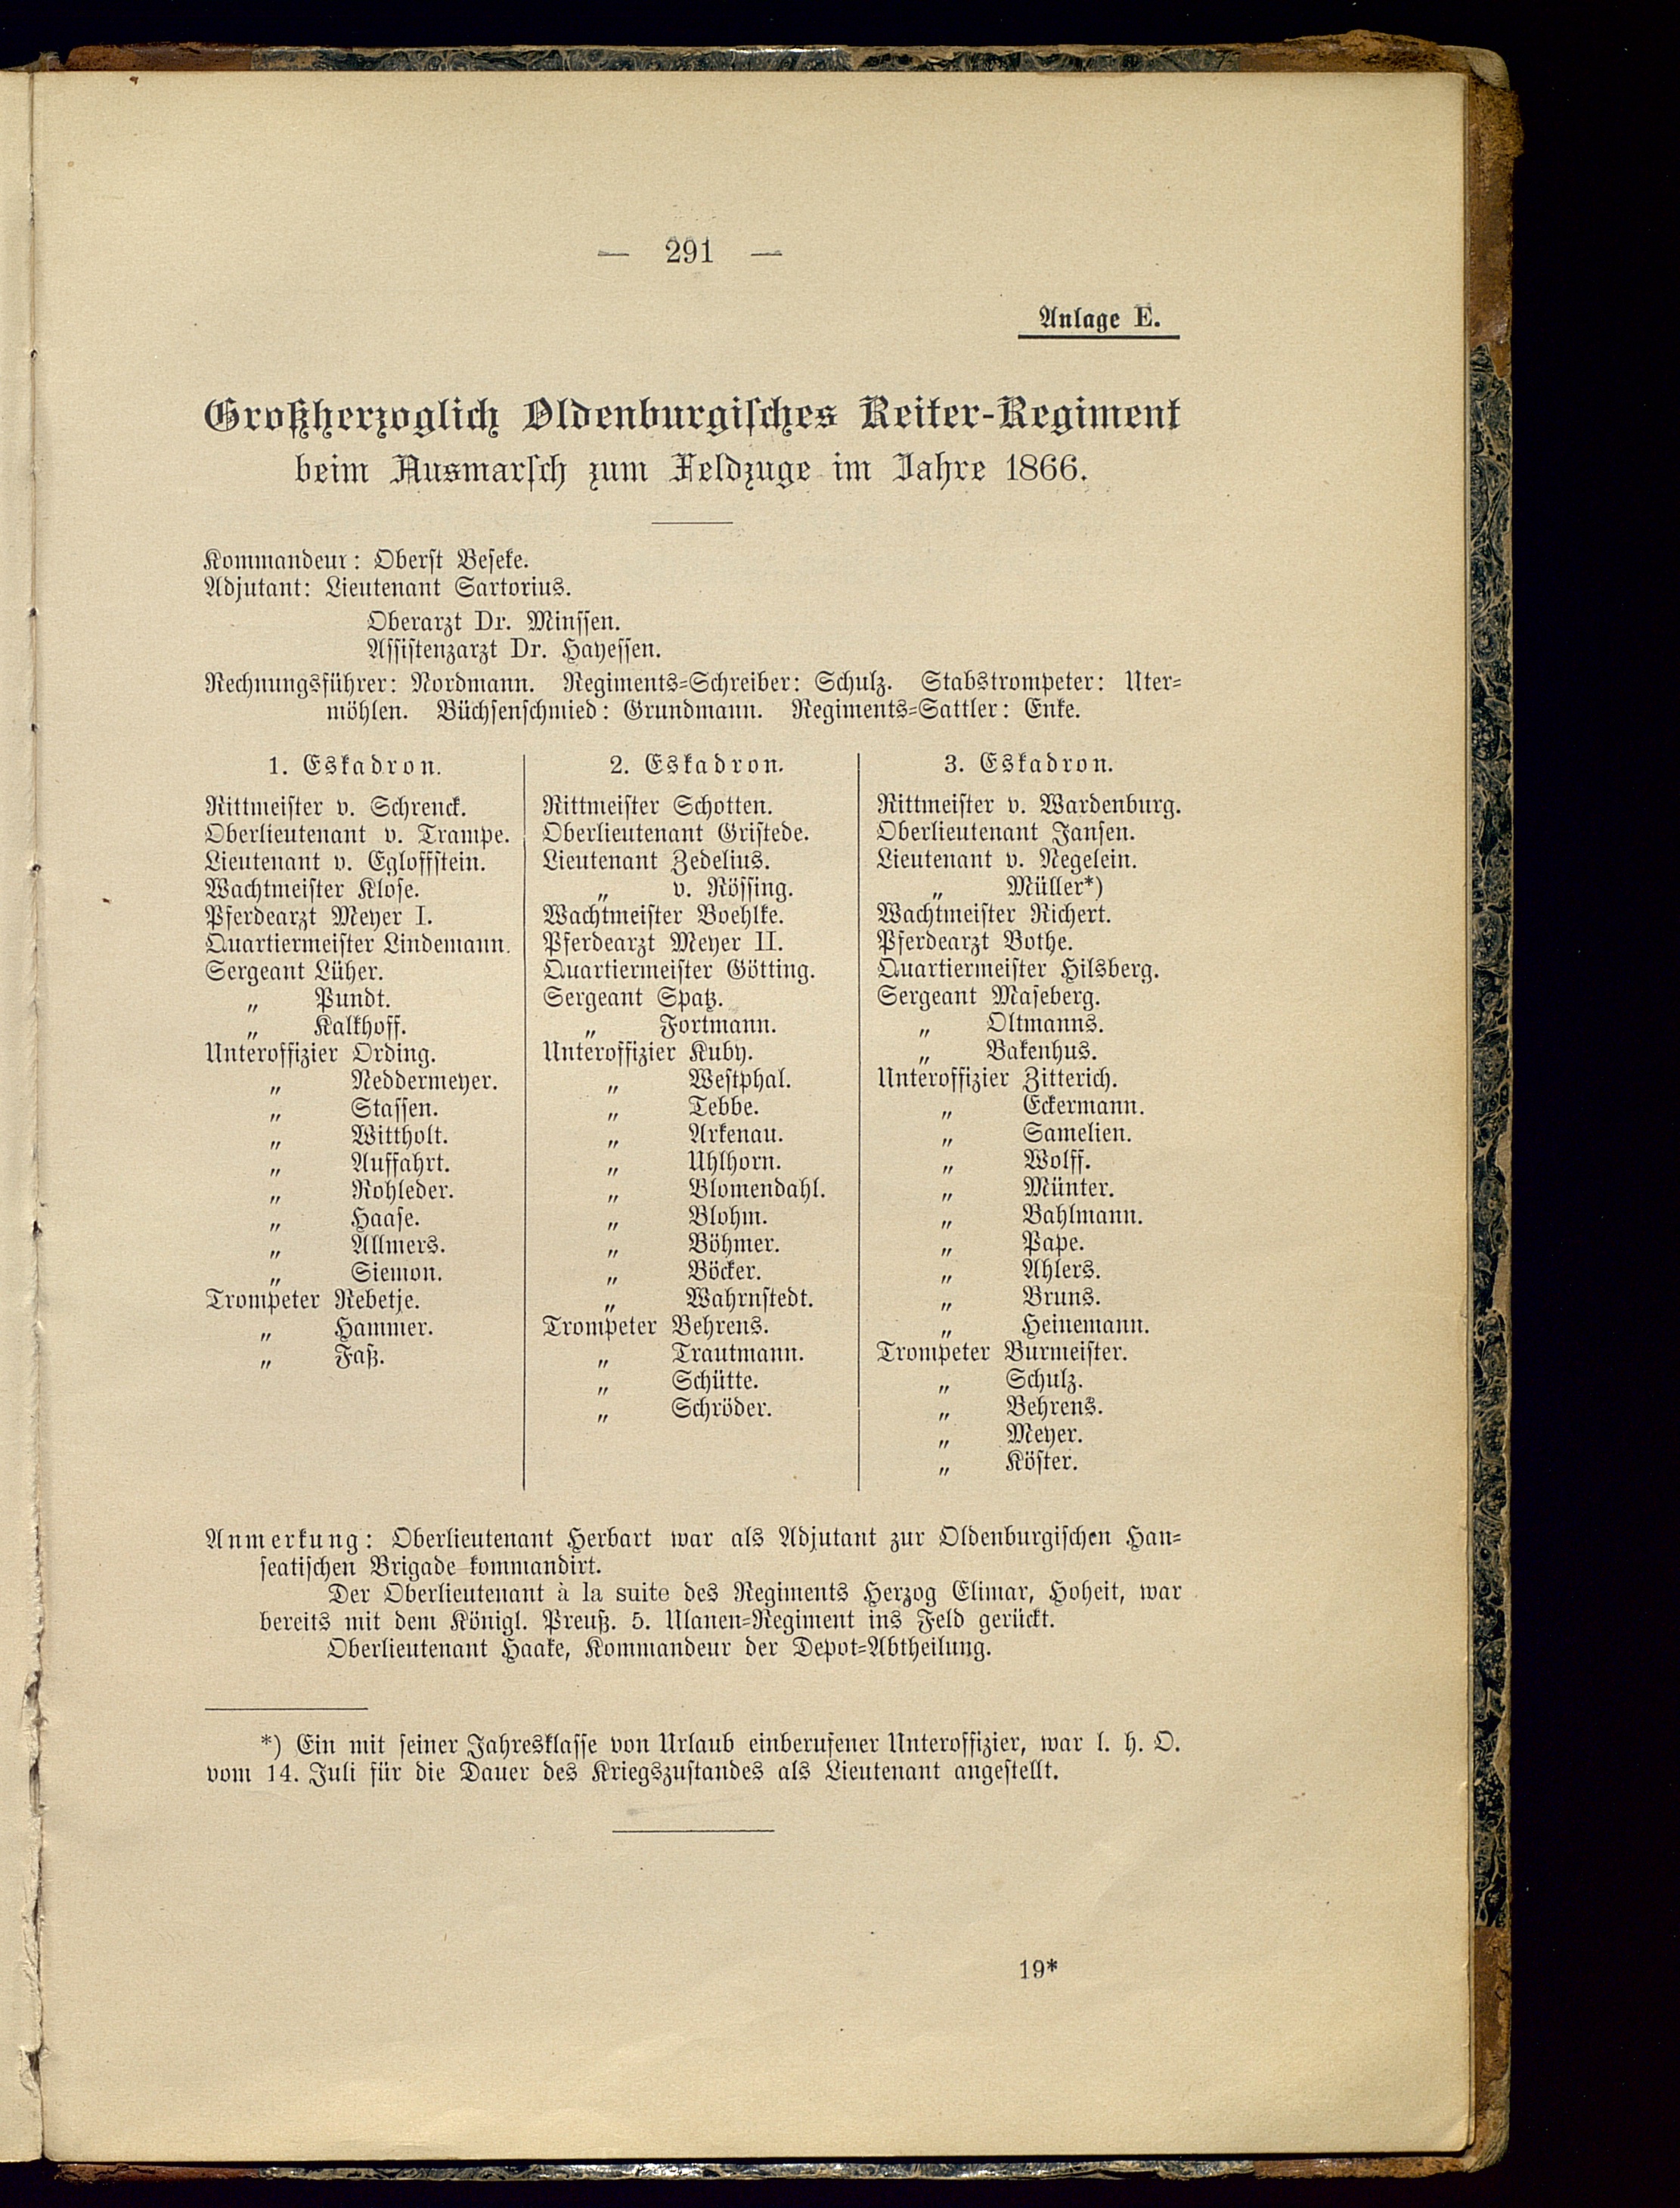 — 291 —
Anlage E.
Großherzoglich Oldenburgisches Reiter-Regiment
beim Ausmarsch zum Feldzuge im Jahre 1866.
Kommandeur: Oberst Beseke.
Adjutant: Lieutenant Sartorius.
Oberarzt Dr. Minssen.
Assistenzarzt Dr. Hayessen.
Rechnungsführer: Nordmann. Regiments-Schreiber: Schulz. Stabstrompeter: Uter-
möhlen. Büchsenschmied: Grundmann. Regiments-Sattler: Enke.
1. Eskadron.
Rittmeister v. Schrenck.
Oberlieutenant v. Trampe.
Lieutenant v. Egloffstein.
Wachtmeister Klose.
Pferdearzt Meyer I.
Quartiermeister Lindemann.
Sergeant Lüher.
„ Pundt.
„ Kalkhoff.
Unteroffizier Ording.
„ Neddermeyer.
„ Stassen.
„ Wittholt.
„ Auffahrt.
„ Rohleder.
„ Haase.
„ Allmers.
„ Siemon.
Trompeter Rebetje.
„ Hammer.
„ Faß.
2. Eskadron.
Rittmeister Schotten.
Oberlieutenant Gristede.
Lieutenant Zedelius.
„ v. Rössing.
Wachtmeister Boehlke.
Pferdearzt Meyer II.
Quartiermeister Götting.
Sergeant Spatz.
„ Fortmann.
Unteroffizier Kuby.
„ Westphal.
„ Tebbe.
„ Arkenau.
„ Uhlhorn.
„ Blomendahl.
„ Blohm.
„ Böhmer.
„ Böcker.
„ Wahrnstedt.
Trompeter Behrens.
„ Trautmann.
„ Schütte.
„ Schröder.
3. Eskadron.
Rittmeister v. Wardenburg.
Oberlieutenant Jansen.
Lieutenant v. Negelein.
„ Müller*)
Wachtmeister Richert.
Pferdearzt Bothe.
Quartiermeister Hilsberg.
Sergeant Maseberg.
„ Oltmanns.
„ Bakenhus.
Unteroffizier Zitterich.
„ Eckermann.
„ Samelien.
„ Wolff.
„ Münter.
„ Bahlmann.
„ Pape.
„ Ahlers.
„ Bruns.
„ Heinemann.
Trompeter Burmeister.
„ Schulz.
„ Behrens.
„ Meyer.
„ Köster.
Anmerkung: Oberlieutenant Herbart war als Adjutant zur Oldenburgischen Han-
seatischen Brigade kommandirt.
Der Oberlieutenant à la suite des Regiments Herzog Elimar, Hoheit, war
bereits mit dem Königl. Preuß. 5. Ulanen-Regiment ins Feld gerückt.
Oberlieutenant Haake, Kommandeur der Depot-Abtheilung.
*) Ein mit seiner Jahresklasse von Urlaub einberufener Unteroffizier, war l. h. O.
vom 14. Juli für die Dauer des Kriegszustandes als Lieutenant angestellt.
19*